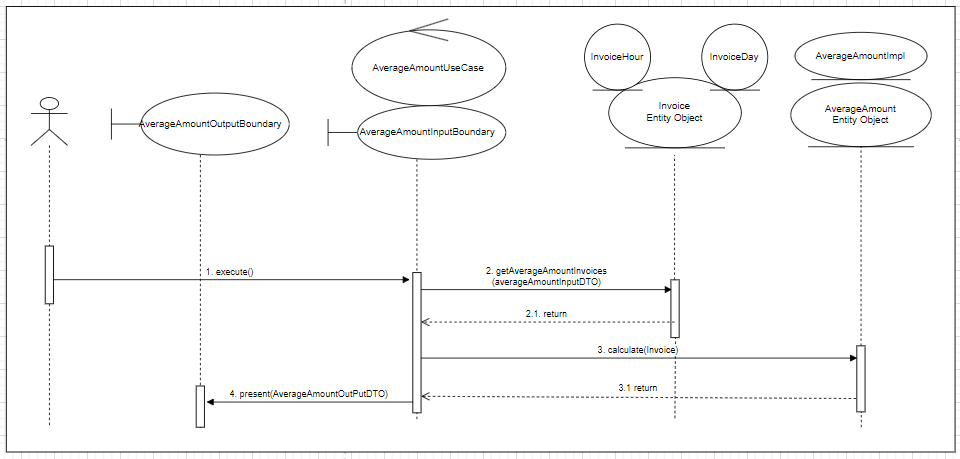 AverageAmountUseCase
InvoiceHour
InvoiceDay
AverageAmountImpl
AverageAmountOutputBoundary
AverageAmountInputBoundary
Invoice
Entity Object
AverageAmount
Entity Object
1. execute()
2. getAverageAmountInvoices
(averageAmountInputDTO)
2.1. return
3. calculate(Invoice)
3.1 return
4. present(AverageAmountOutPutDTO)